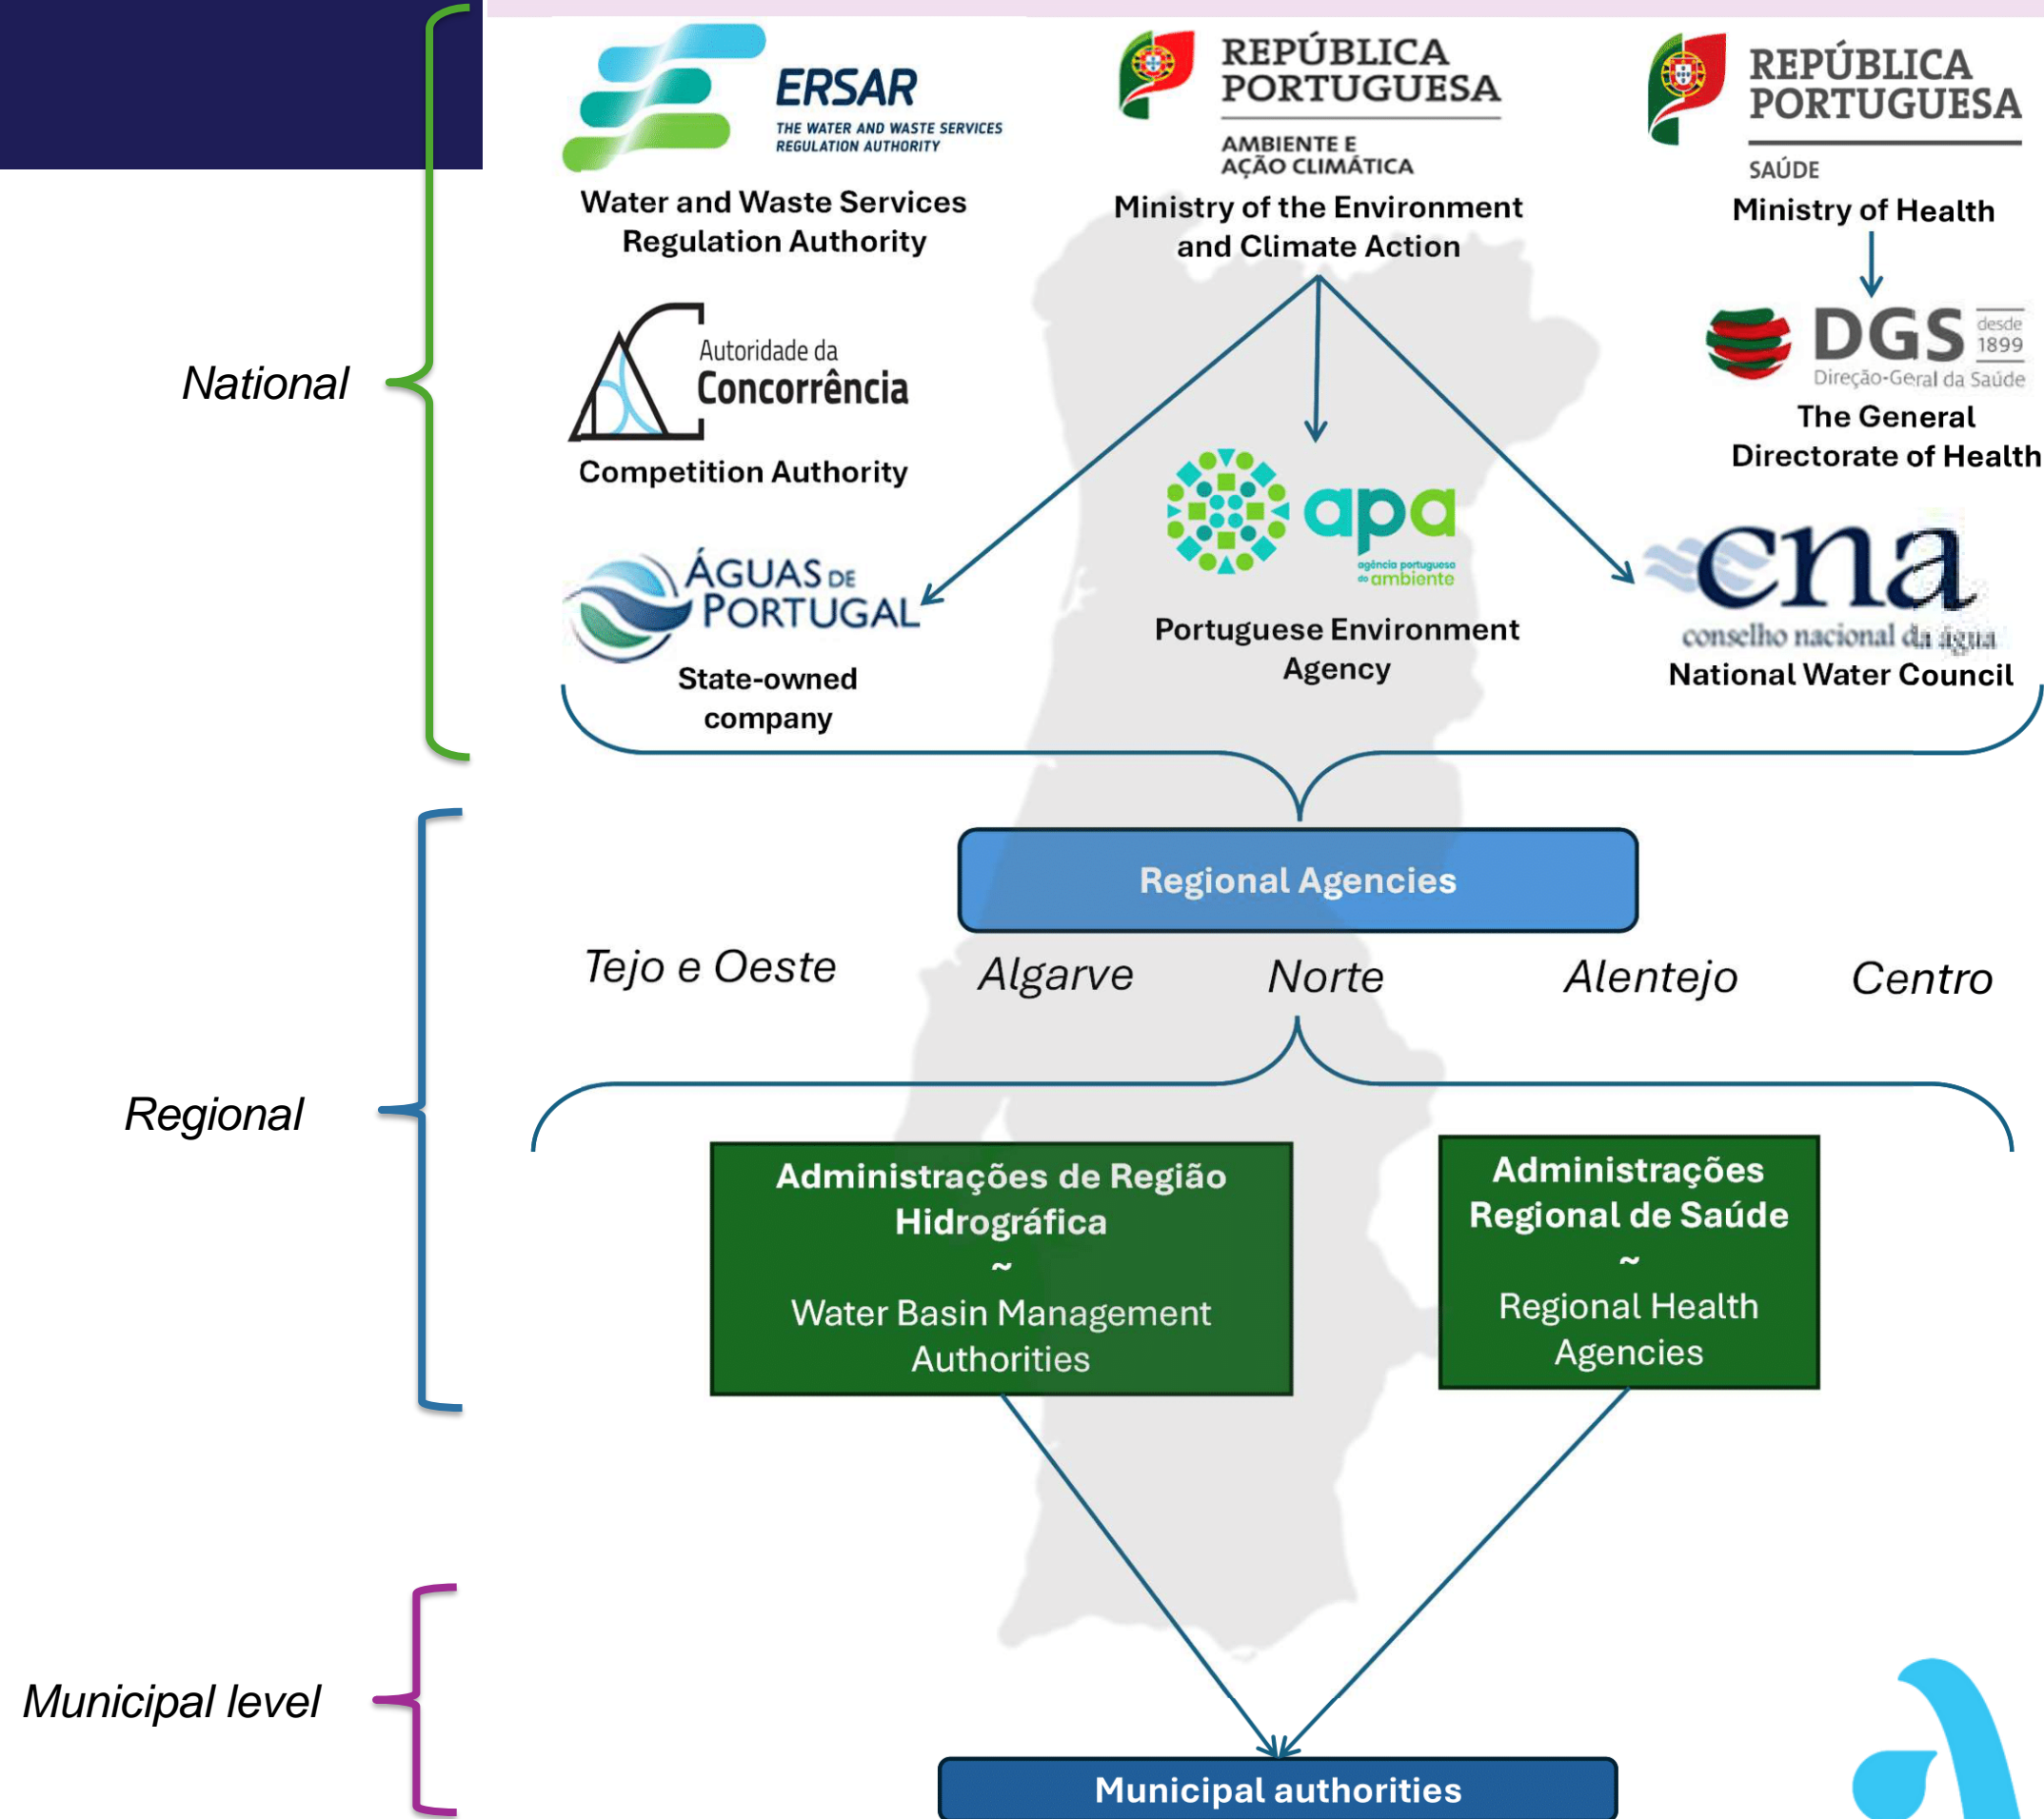 ERSAR
THE WATER AND WASTE SERVICES
REGULATION AUTHORITY
Water and Waste Services
Regulation Authority
REPÚBLICA
PORTUGUESA
AMBIENTE E
AÇÃO CLIMÁTICA
Ministry of the Environment
and Climate Action
REPÚBLICA
PORTUGUESA
SAÚDE
Ministry of Health
National
Autoridade da
Concorrência
Competition Authority
DGS
desde
1899
Direção-Geral da Saúde
The General
Directorate of Health
ÁGUAS DE
PORTUGAL
State-owned
company
apa
agência portuguesa
do ambiente
Portuguese Environment
Agency
cna
conselho nacional da água
National Water Council
Regional
Regional Agencies
Tejo e Oeste
Algarve
Norte
Alentejo
Centro
Administrações de Região
Hidrográfica
~
Water Basin Management
Authorities
Administrações
Regional de Saúde
~
Regional Health
Agencies
Municipal level
Municipal authorities